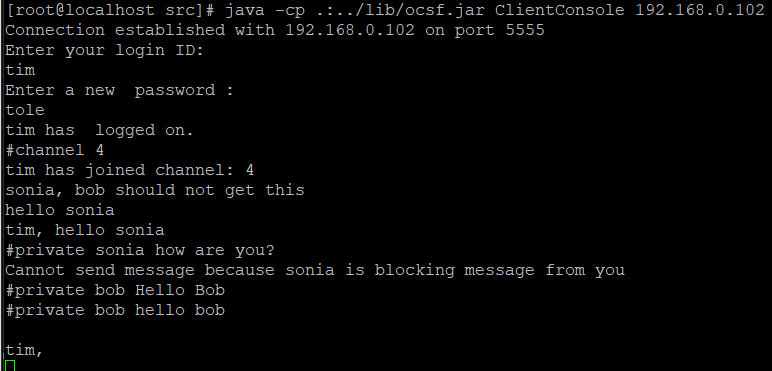 [root@localhost src]# java -cp .:../lib/ocsf.jar ClientConsole 192.168.0.102
Connection established with 192.168.0.102 on port 5555
Enter your login ID:
tim
Enter a new  password :
tole
tim has  logged on.
#channel 4
tim has joined channel: 4
sonia, bob should not get this
hello sonia
tim, hello sonia
#private sonia how are you?
Cannot send message because sonia is blocking message from you
#private bob Hello Bob
#private bob hello bob
tim,